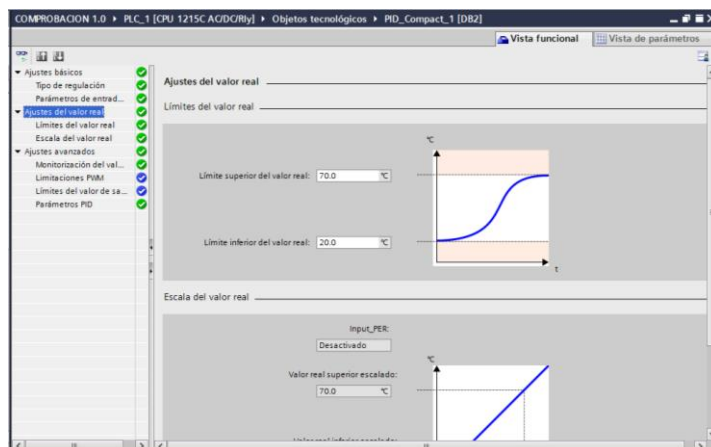 COMPROBACION 1.0 ▸ PLC_1 [CPU 1215C AC/DC/Rly] ▸ Objetos tecnológicos ▸ PID_Compact_1 [DB2]
Vista funcional
Vista de parámetros
Ajustes básicos
Tipo de regulación
Parámetros de entrad...
Ajustes del valor real
Límites del valor real
Escala del valor real
Ajustes avanzados
Monitorización del val...
Limitaciones PWM
Límites del valor de sa...
Parámetros PID
Ajustes del valor real
Límites del valor real
°C
Límite superior del valor real: 70.0 °C
Límite inferior del valor real: 20.0 °C
t
Escala del valor real
Input_PER:
Desactivado
°C
Valor real superior escalado:
70.0 °C